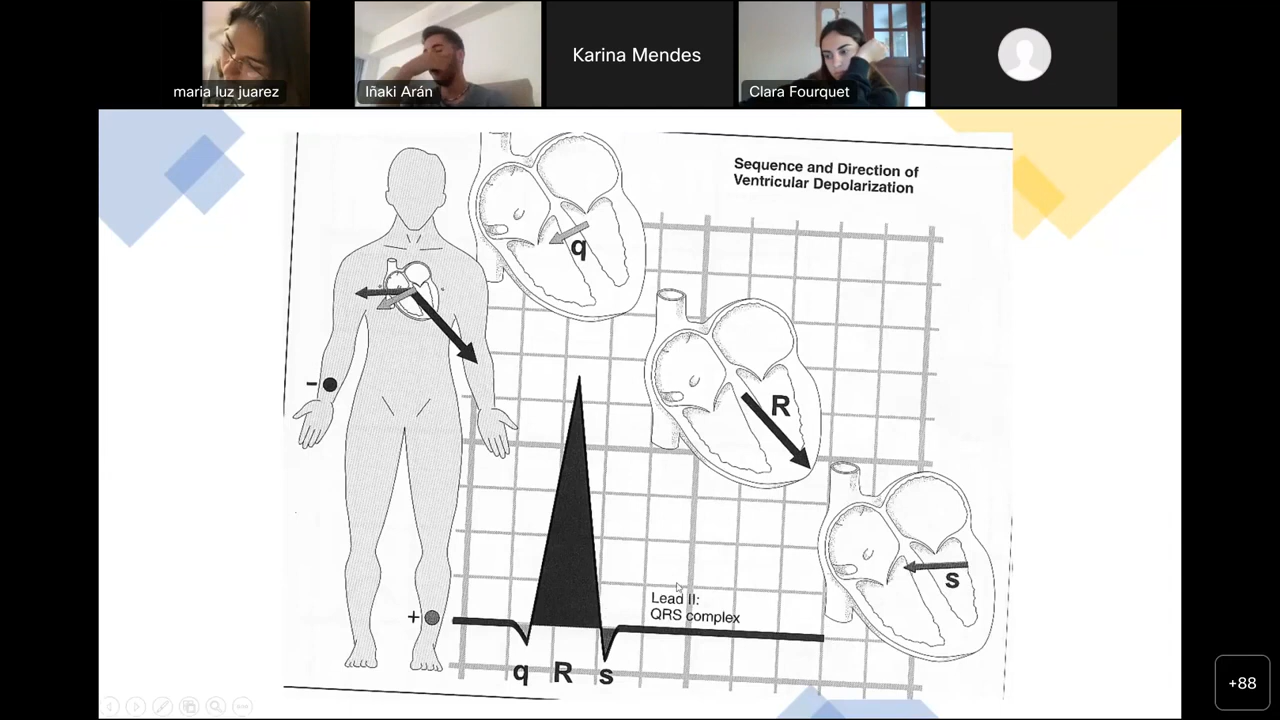 maria luz juarez
Iñaki Arán
Karina Mendes
Clara Fourquet
Sequence and Direction of
Ventricular Depolarization
q
R
s
-
+
Lead II:
QRS complex
q R s
+88